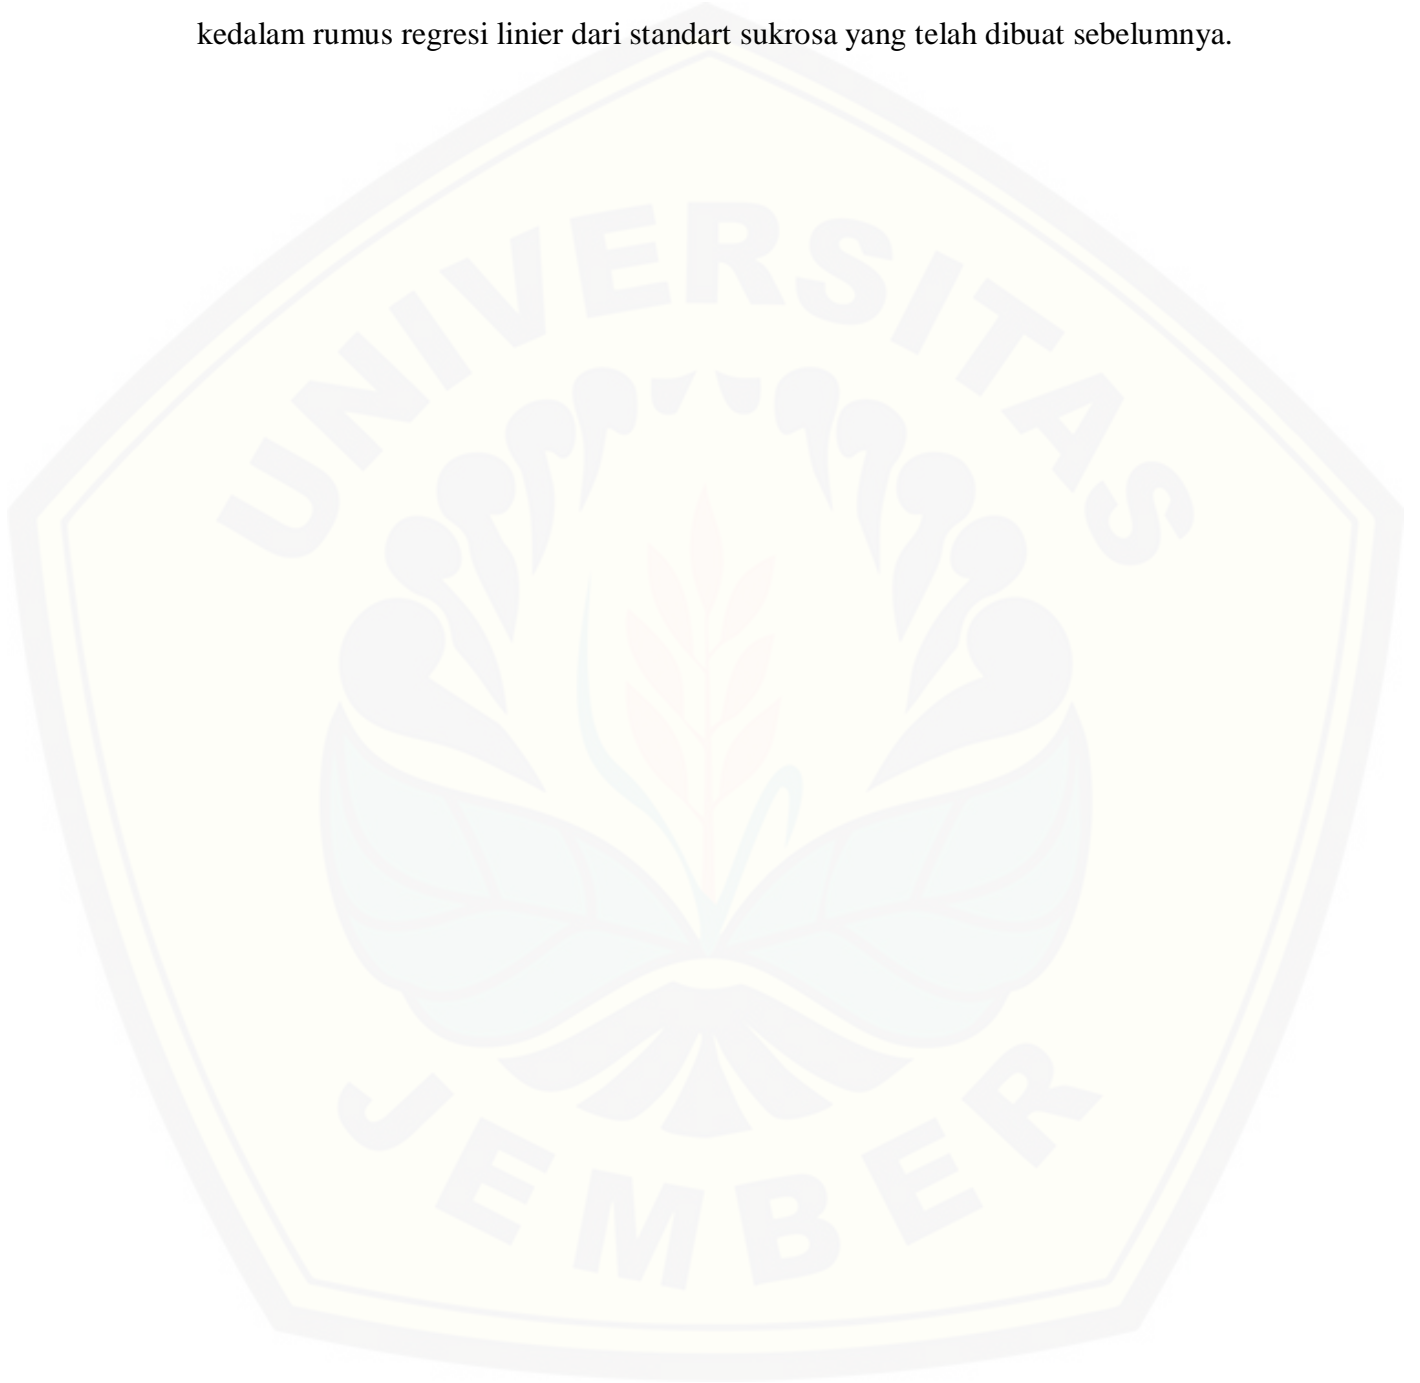 kedalam rumus regresi linier dari standart sukrosa yang telah dibuat sebelumnya.
UNIVERSITAS
JEMBER